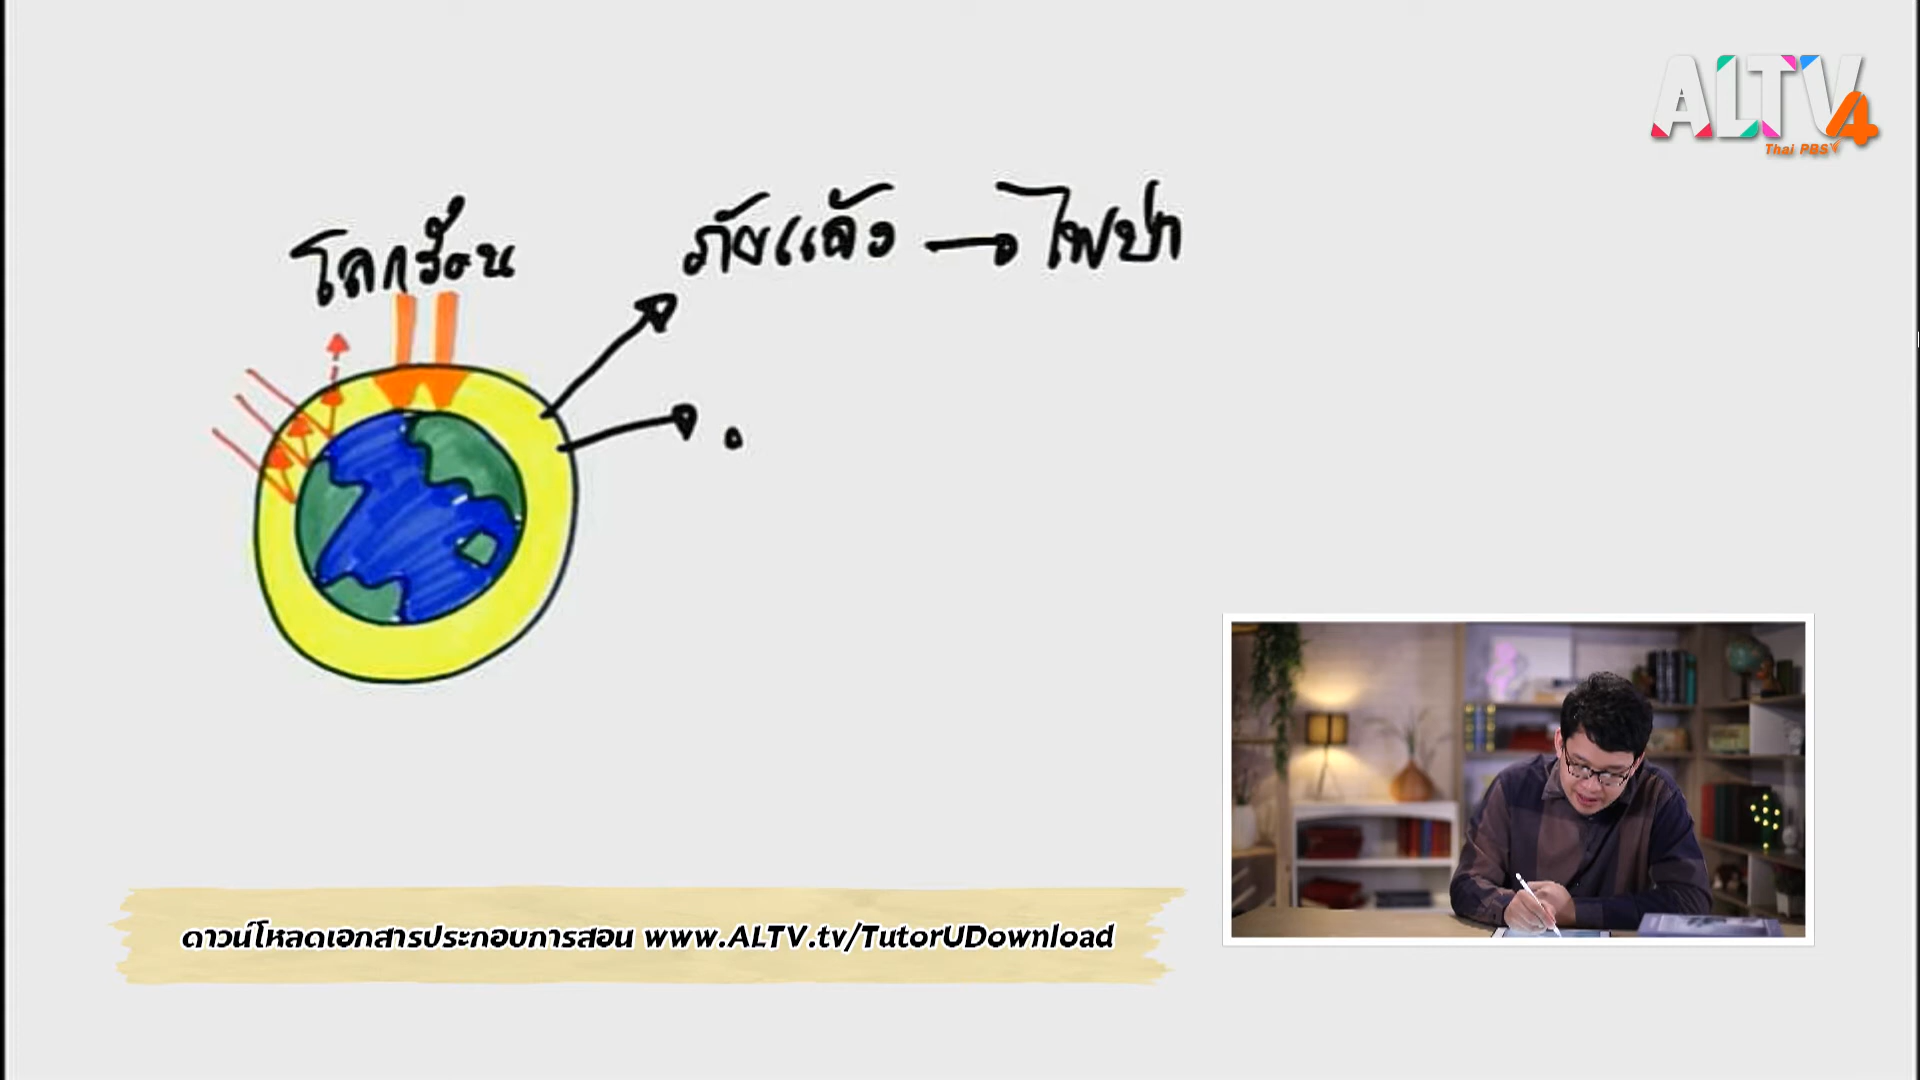 ALTV4
Thai PBS
ภัยแล้ง → ไฟป่า
โลกร้อน
ดาวน์โหลดเอกสารประกอบการสอน www.ALTV.tv/TutorUDownload